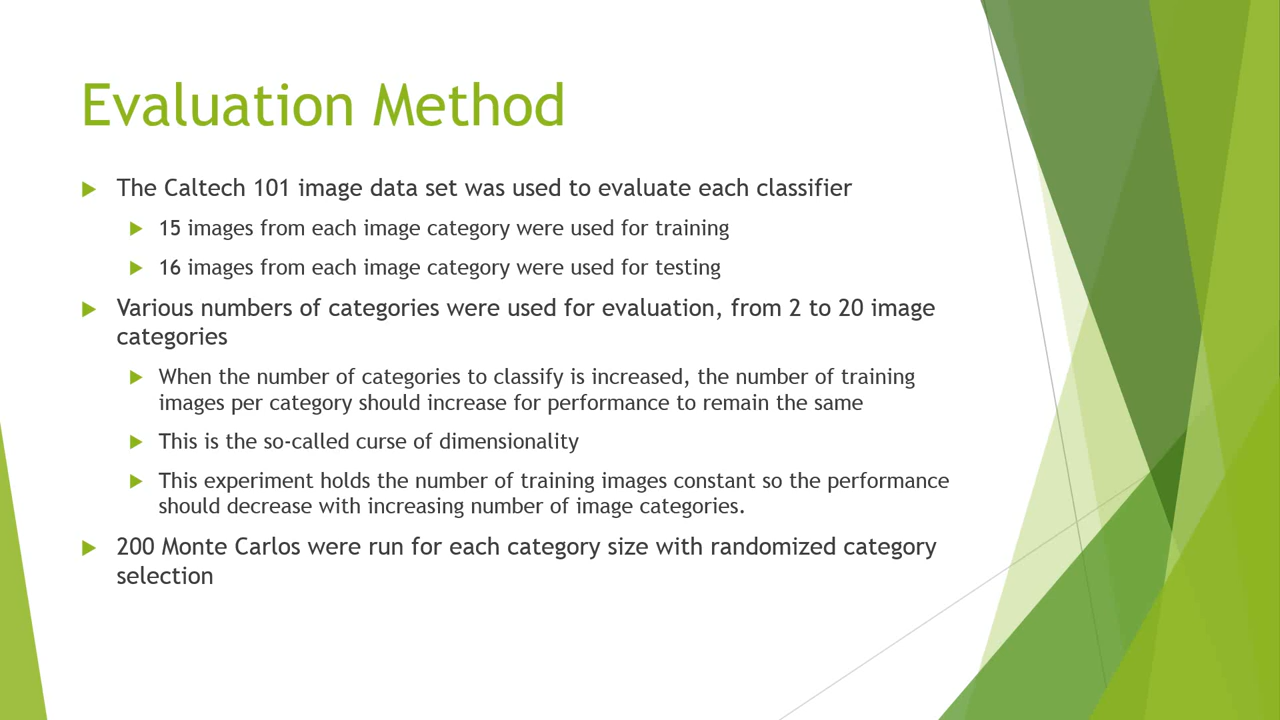 Evaluation Method
The Caltech 101 image data set was used to evaluate each classifier
15 images from each image category were used for training
16 images from each image category were used for testing
Various numbers of categories were used for evaluation, from 2 to 20 image
categories
When the number of categories to classify is increased, the number of training
images per category should increase for performance to remain the same
This is the so-called curse of dimensionality
This experiment holds the number of training images constant so the performance
should decrease with increasing number of image categories.
200 Monte Carlos were run for each category size with randomized category
selection